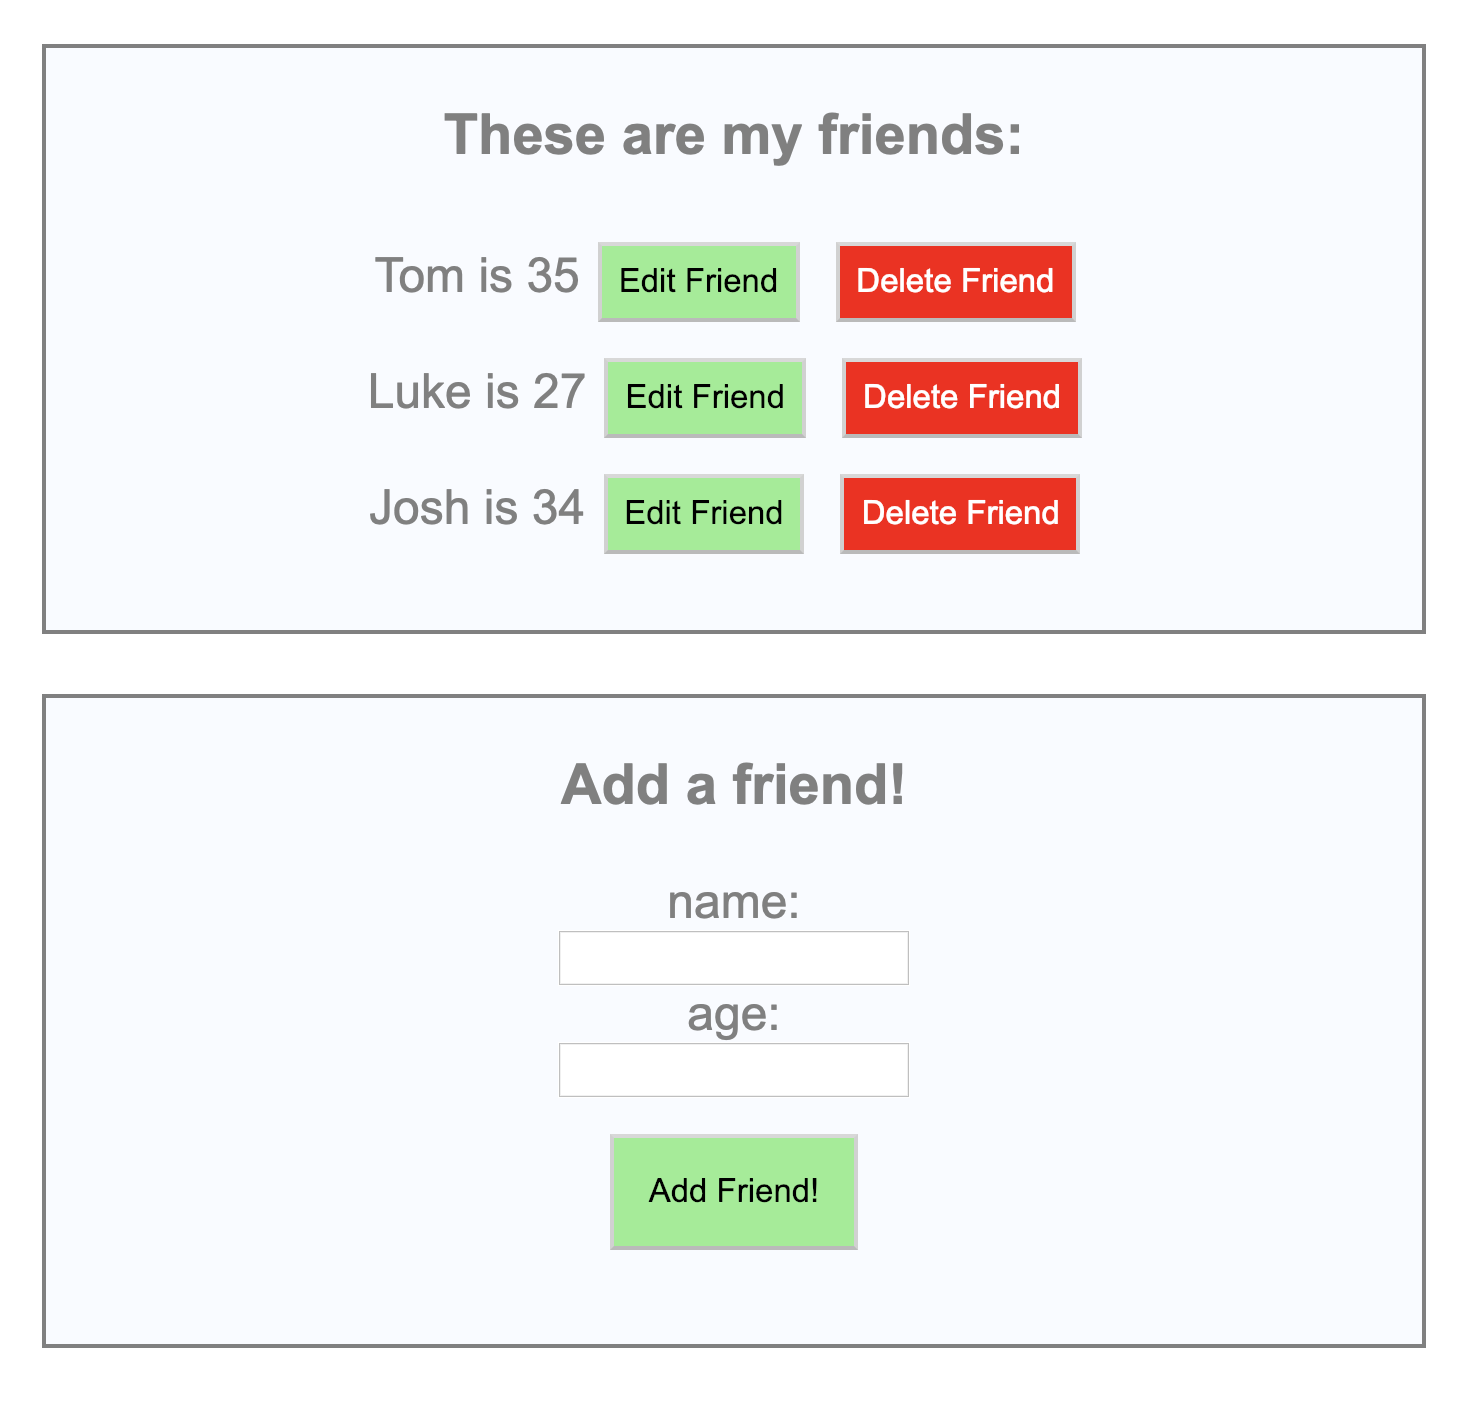 These are my friends:
Tom is 35 Edit Friend Delete Friend
Luke is 27 Edit Friend Delete Friend
Josh is 34 Edit Friend Delete Friend
Add a friend!
name:
age:
Add Friend!